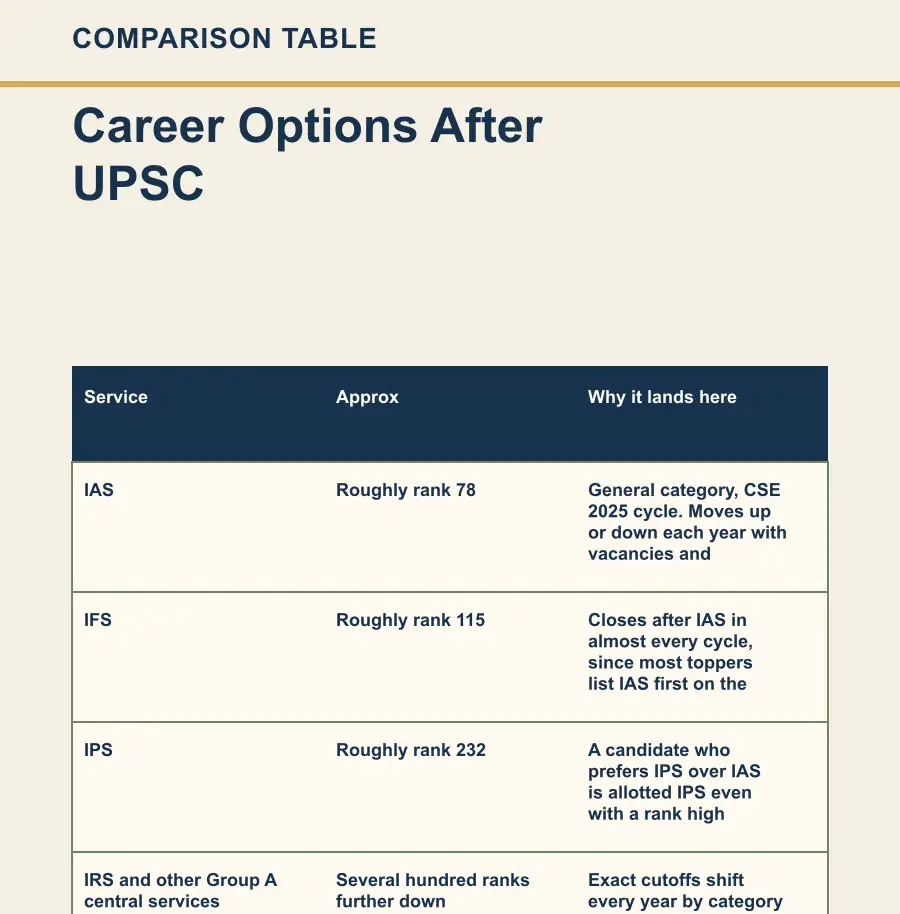 COMPARISON TABLE
Career Options After
UPSC
Service
Approx
Why it lands here
IAS
Roughly rank 78
General category, CSE
2025 cycle. Moves up
or down each year with
vacancies and
IFS
Roughly rank 115
Closes after IAS in
almost every cycle,
since most toppers
list IAS first on the
IPS
Roughly rank 232
A candidate who
prefers IPS over IAS
is allotted IPS even
with a rank high
IRS and other Group A
central services
Several hundred ranks
further down
Exact cutoffs shift
every year by category